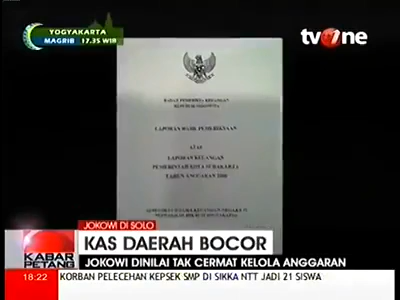 YOGYAKARTA
MAGRIB 17.35 WIB
tvOne
BADAN PEMERIKSA KEUANGAN
REPUBLIK INDONESIA
LAPORAN HASIL PEMERIKSAAN
ATAS
LAPORAN KEUANGAN
PEMERINTAH KOTA SURAKARTA
TAHUN ANGGARAN
JOKOWI DI SOLO
KAS DAERAH BOCOR
KABAR
PETANG
JOKOWI DINILAI TAK CERMAT KELOLA ANGGARAN
18:22
KORBAN PELECEHAN KEPSEK SMP DI SIKKA NTT JADI 21 SISWA